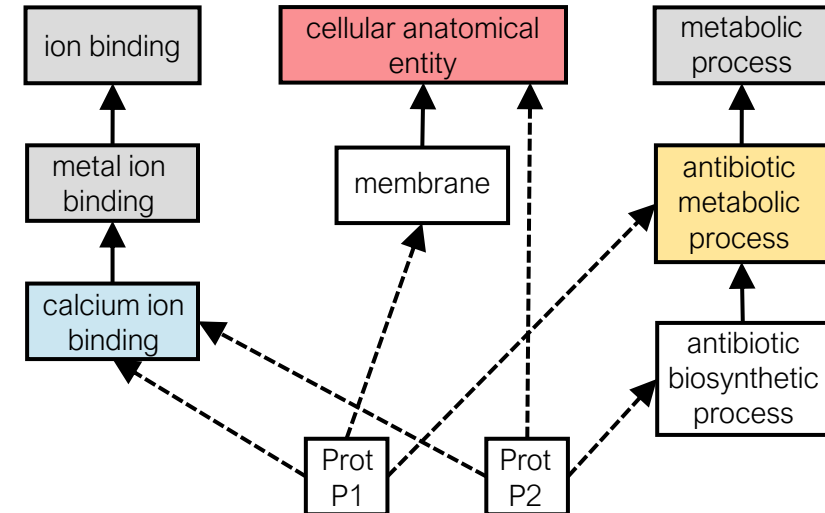 ion binding
cellular anatomical
entity
metabolic
process
metal ion
binding
membrane
antibiotic
metabolic
process
calcium ion
binding
antibiotic
biosynthetic
process
Prot
P1
Prot
P2